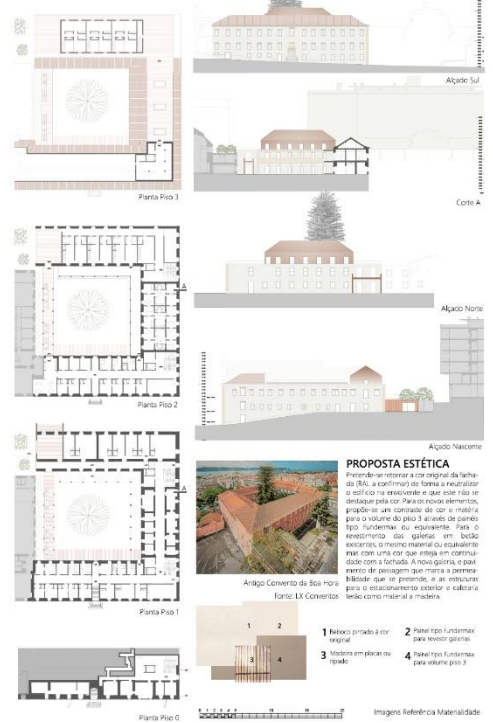 Alçado Sul
Planta Piso 3
Corte A
A
Alçado Norte
Planta Piso 2
Alçado Nascente
A
Planta Piso 1
PROPOSTA ESTÉTICA
Pretende-se retomar a cor original da facha-
da (RAL a confirmar) de forma a neutralizar
o edifício na envolvente e que este não se
destaque pela cor. Para os novos elementos,
propõe-se um contraste de cor e matéria
para o volume do piso 3 através de painéis
tipo Fundermax ou equivalente. Para o
revestimento das galerias em betão
existentes, o mesmo material ou equivalente
mas com uma cor que esteja em continui-
dade com a fachada. A nova galeria, e pavi-
mento de passagem que marca a permea-
bilidade que se pretende, e as estruturas
para o estacionamento exterior e cafetaria
terão como material a madeira.
Antigo Convento da Boa Hora
Fonte: LX Conventos
1
2
3
4
1 Reboco pintado à cor
original
2 Painel tipo Fundermax
para revestir galerias
3 Madeira em placas ou
ripado
4 Painel tipo Fundermax
para volume piso 3
Planta Piso 0
Imagens Referência Materialidade